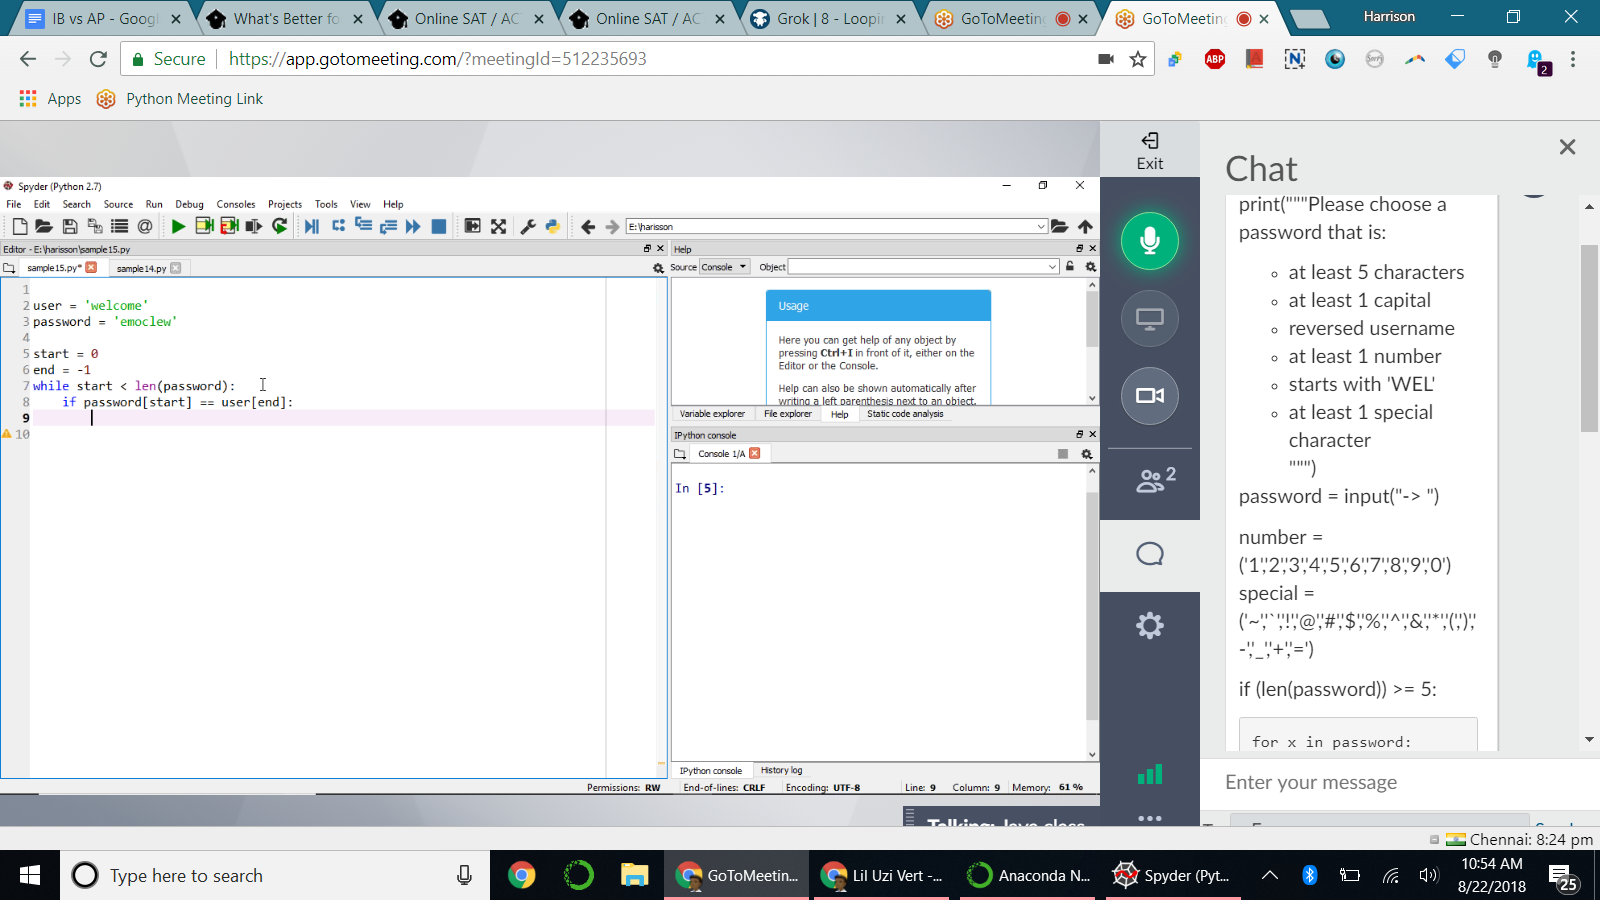 IB vs AP - Googl
What's Better fo
Online SAT / AC
Online SAT / AC
Grok | 8 - Loopin
GoToMeeting
GoToMeeting
Harrison
Secure
https://app.gotomeeting.com/?meetingId=512235693
ABP
2
Apps
Python Meeting Link
Spyder (Python 2.7)
File Edit Search Source Run Debug Consoles Projects Tools View Help
E:\harisson
Editor - E:\harisson\sample15.py
sample15.py*
sample14.py
1
2 user = 'welcome'
3 password = 'emoclew'
4
5 start = 0
6 end = -1
7 while start < len(password):
8 if password[start] == user[end]:
9
10
Help
Source Console Object
Usage
Here you can get help of any object by
pressing Ctrl+I in front of it, either on the
Editor or the Console.
Help can also be shown automatically after
writing a left parenthesis next to an object.
Variable explorer File explorer Help Static code analysis
IPython console
Console 1/A
In [5]:
IPython console History log
Permissions: RW End-of-lines: CRLF Encoding: UTF-8 Line: 9 Column: 9 Memory: 61 %
Exit
2
Chat
print("""Please choose a
password that is:
at least 5 characters
at least 1 capital
reversed username
at least 1 number
starts with 'WEL'
at least 1 special
character
""")
password = input("-> ")
number =
('1','2','3','4','5','6','7','8','9','0')
special =
('~','`','!','@','#','$','%','^','&','*','(',')','
-','_','+','=')
if (len(password)) >= 5:
for x in password:
Enter your message
Talking:
Chennai: 8:24 pm
Type here to search
GoToMeetin...
Lil Uzi Vert -...
Anaconda N...
Spyder (Pyt...
10:54 AM
8/22/2018
25